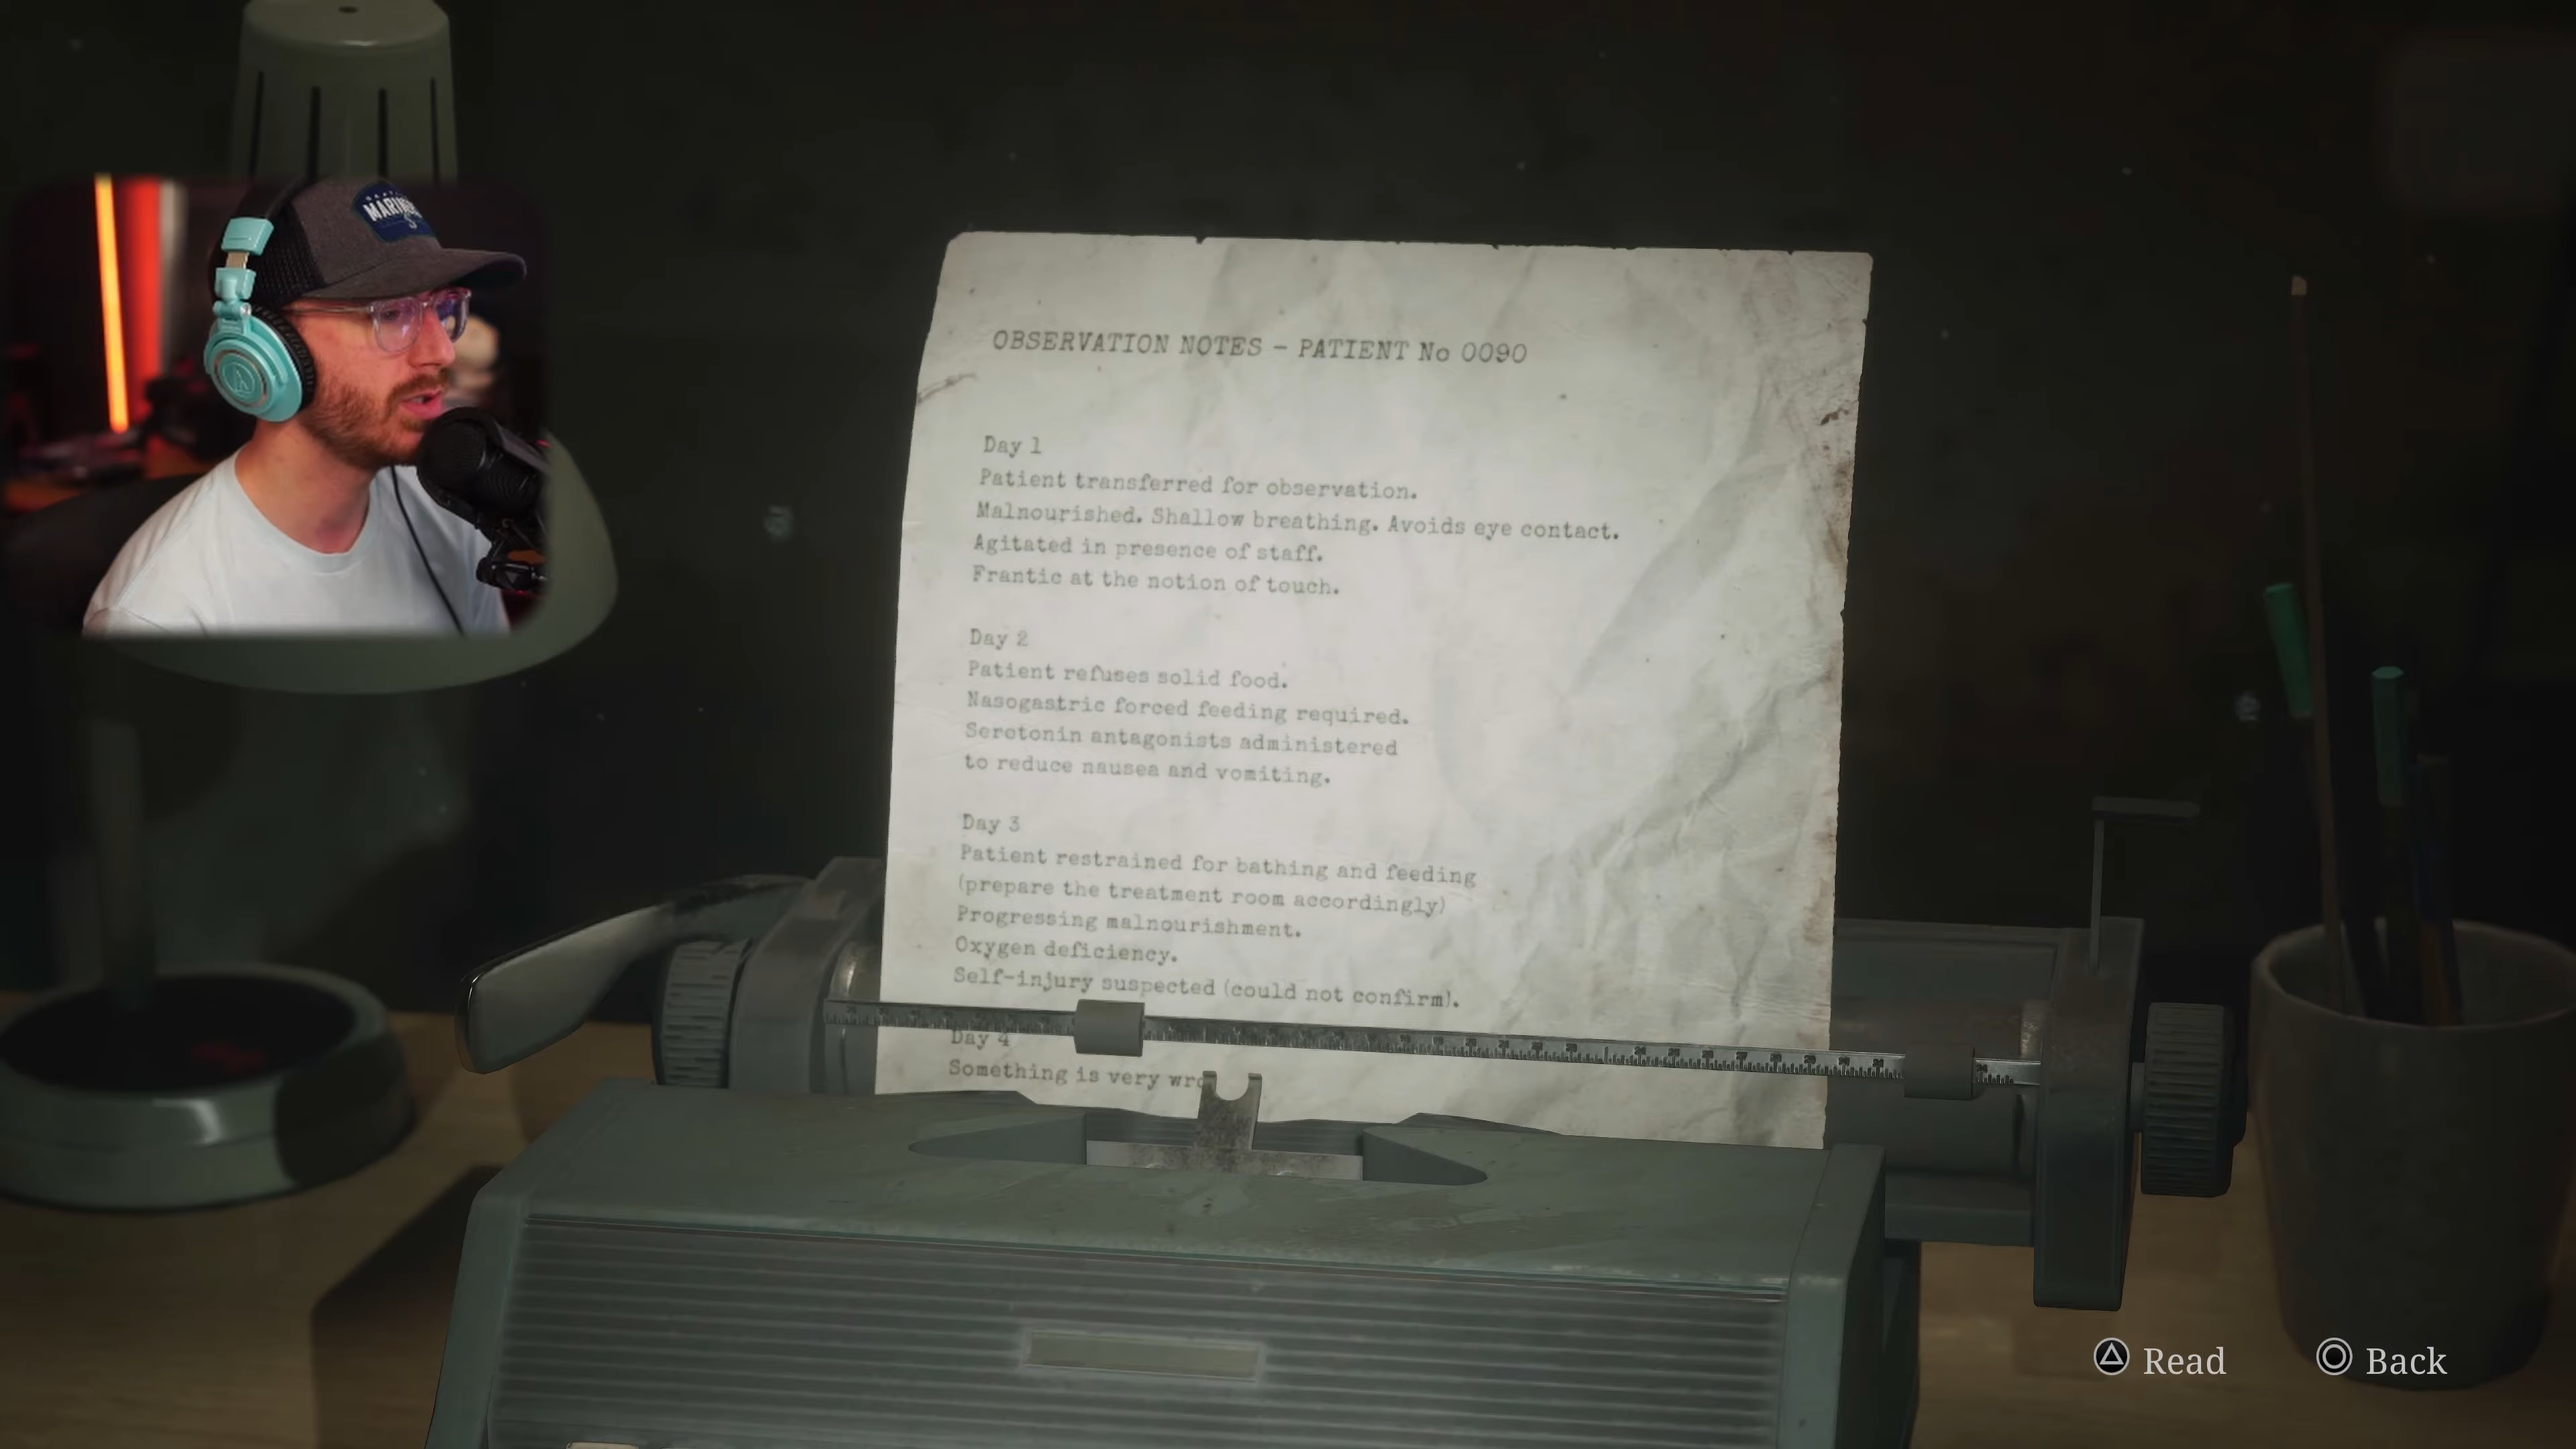 OBSERVATION NOTES - PATIENT No 0090
Day 1
Patient transferred for observation.
Malnourished. Shallow breathing. Avoids eye contact.
Agitated in presence of staff.
Frantic at the notion of touch.
Day 2
Patient refuses solid food.
Nasogastric forced feeding required.
Serotonin antagonists administered
to reduce nausea and vomiting.
Day 3
Patient restrained for bathing and feeding
(prepare the treatment room accordingly)
Progressing malnourishment.
Oxygen deficiency.
Self-injury suspected (could not confirm).
Day 4
Something is very
Read
Back